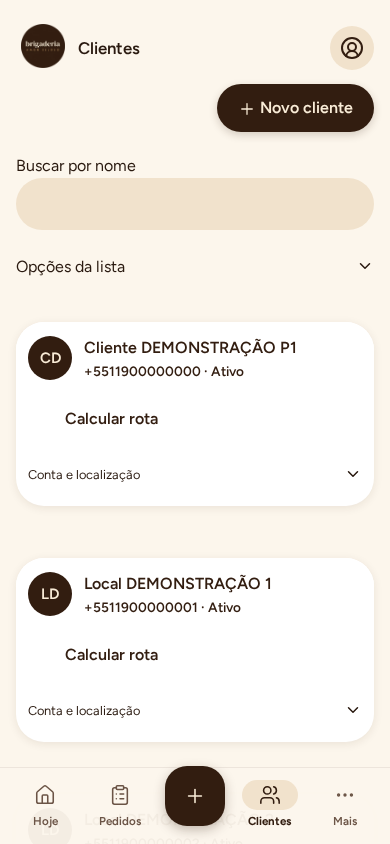 brigaderia
Clientes
+ Novo cliente
Buscar por nome
Opções da lista
CD
Cliente DEMONSTRAÇÃO P1
+5511900000000 · Ativo
Calcular rota
Conta e localização
LD
Local DEMONSTRAÇÃO 1
+5511900000001 · Ativo
Calcular rota
Conta e localização
Hoje
Pedidos
+
Clientes
Mais